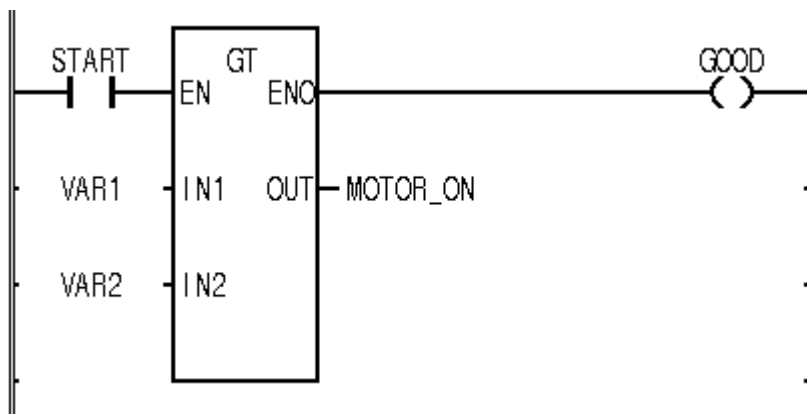 START GT GOOD
EN ENO
VAR1 IN1 OUT MOTOR_ON
VAR2 IN2